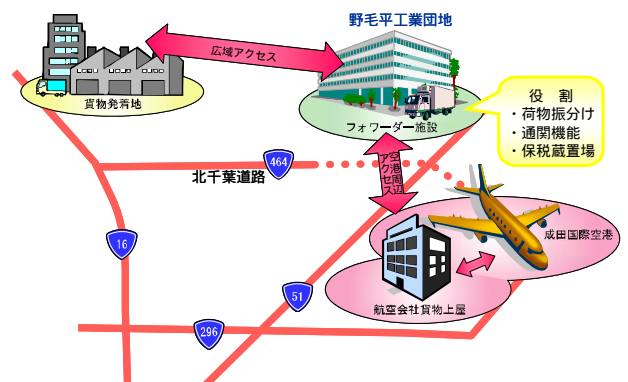 野毛平工業団地
広域アクセス
貨物発着地
フォワーダー施設
役 割
・荷物振分け
・通関機能
・保税蔵置場
464
北千葉道路
空港周辺
アクセス
成田国際空港
16
51
航空会社貨物上屋
296